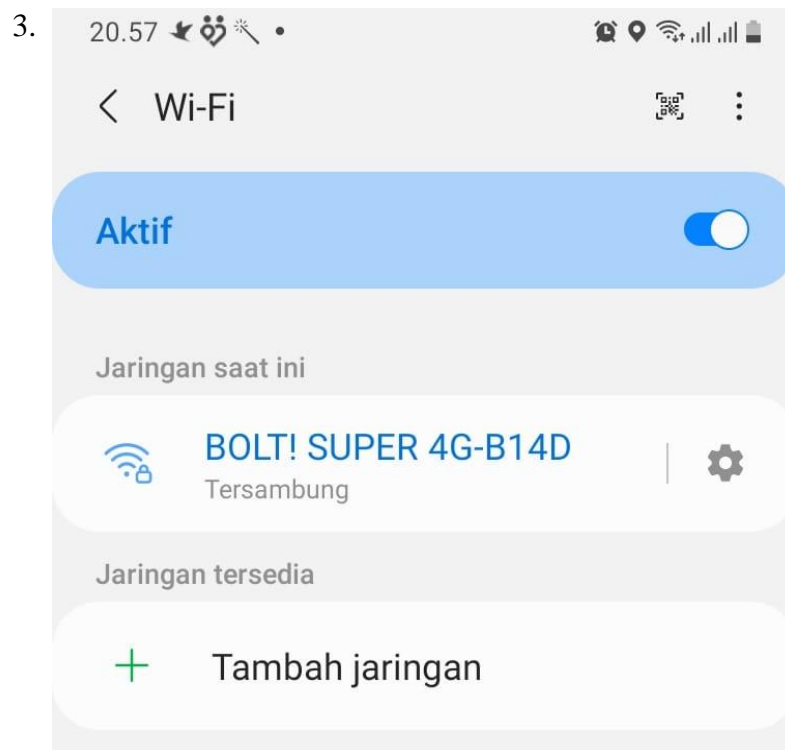 3.
20.57
Wi-Fi
Aktif
Jaringan saat ini
BOLT! SUPER 4G-B14D
Tersambung
Jaringan tersedia
Tambah jaringan